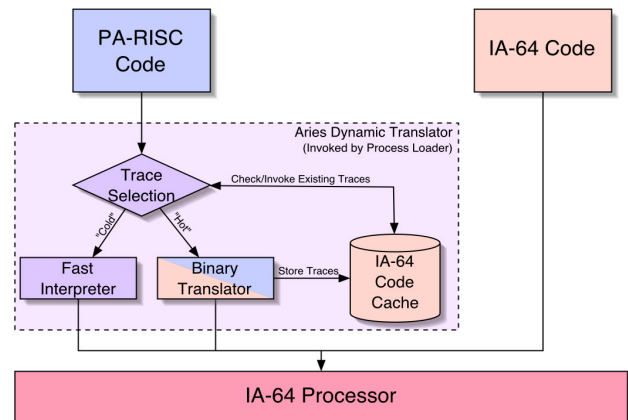 PA-RISC
Code
IA-64 Code
Aries Dynamic Translator
(Invoked by Process Loader)
Trace
Selection
Check/Invoke Existing Traces
"Cold"
"Hot"
Fast
Interpreter
Binary
Translator
Store Traces
IA-64
Code
Cache
IA-64 Processor